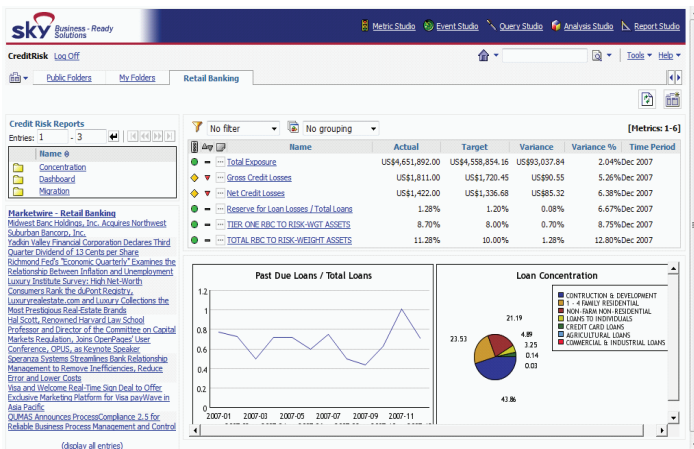 sky Business - Ready
Solutions
Metric Studio Event Studio Query Studio Analysis Studio Report Studio
CreditRisk Log Off
Tools Help
Public Folders My Folders Retail Banking
Credit Risk Reports
Entries: 1 - 3
Name
Concentration
Dashboard
Migration
Marketwire - Retail Banking
Midwest Banc Holdings, Inc. Acquires Northwest
Suburban Bancorp, Inc.
Yadkin Valley Financial Corporation Declares Third
Quarter Dividend of 13 Cents per Share
Richmond Fed's "Economic Quarterly" Examines the
Relationship Between Inflation and Unemployment
Luxury Institute Survey: High Net-Worth
Consumers Rank the duPont Registry,
Luxuryrealestate.com and Luxury Collections the
Most Prestigious Real-Estate Brands
Hal Scott, Renowned Harvard Law School
Professor and Director of the Committee on Capital
Markets Regulation, Joins OpenPages' User
Conference, OPUS, as Keynote Speaker
Speranza Systems Streamlines Bank Relationship
Management to Remove Inefficiencies, Reduce
Error and Lower Costs
Visa and Welcome Real-Time Sign Deal to Offer
Exclusive Marketing Platform for Visa payWave in
Asia Pacific
QUMAS Announces ProcessCompliance 2.5 for
Reliable Business Process Management and Control
(display all entries)
No filter No grouping [Metrics: 1-6]
Name Actual Target Variance Variance % Time Period
Total Exposure US$4,651,892.00 US$4,558,854.16 US$93,037.84 2.04% Dec 2007
Gross Credit Losses US$1,811.00 US$1,720.45 US$90.55 5.26% Dec 2007
Net Credit Losses US$1,422.00 US$1,336.68 US$85.32 6.38% Dec 2007
Reserve for Loan Losses / Total Loans 1.28% 1.20% 0.08% 6.67% Dec 2007
TIER ONE RBC TO RISK-WGT ASSETS 8.70% 8.00% 0.70% 8.75% Dec 2007
TOTAL RBC TO RISK-WEIGHT ASSETS 11.28% 10.00% 1.28% 12.80% Dec 2007
Past Due Loans / Total Loans
1.2
1
0.8
0.6
0.4
0.2
0
2007-01 2007-03 2007-05 2007-07 2007-09 2007-11
Loan Concentration
CONTRUCTION & DEVELOPMENT
1 - 4 FAMILY RESIDENTIAL
NON-FARM NON-RESIDENTIAL
LOANS TO INDIVIDUALS
CREDIT CARD LOANS
AGRICULTURAL LOANS
COMMERCIAL & INDUSTRIAL LOANS
21.19
23.53
4.89
3.25
0.14
0.03
43.86